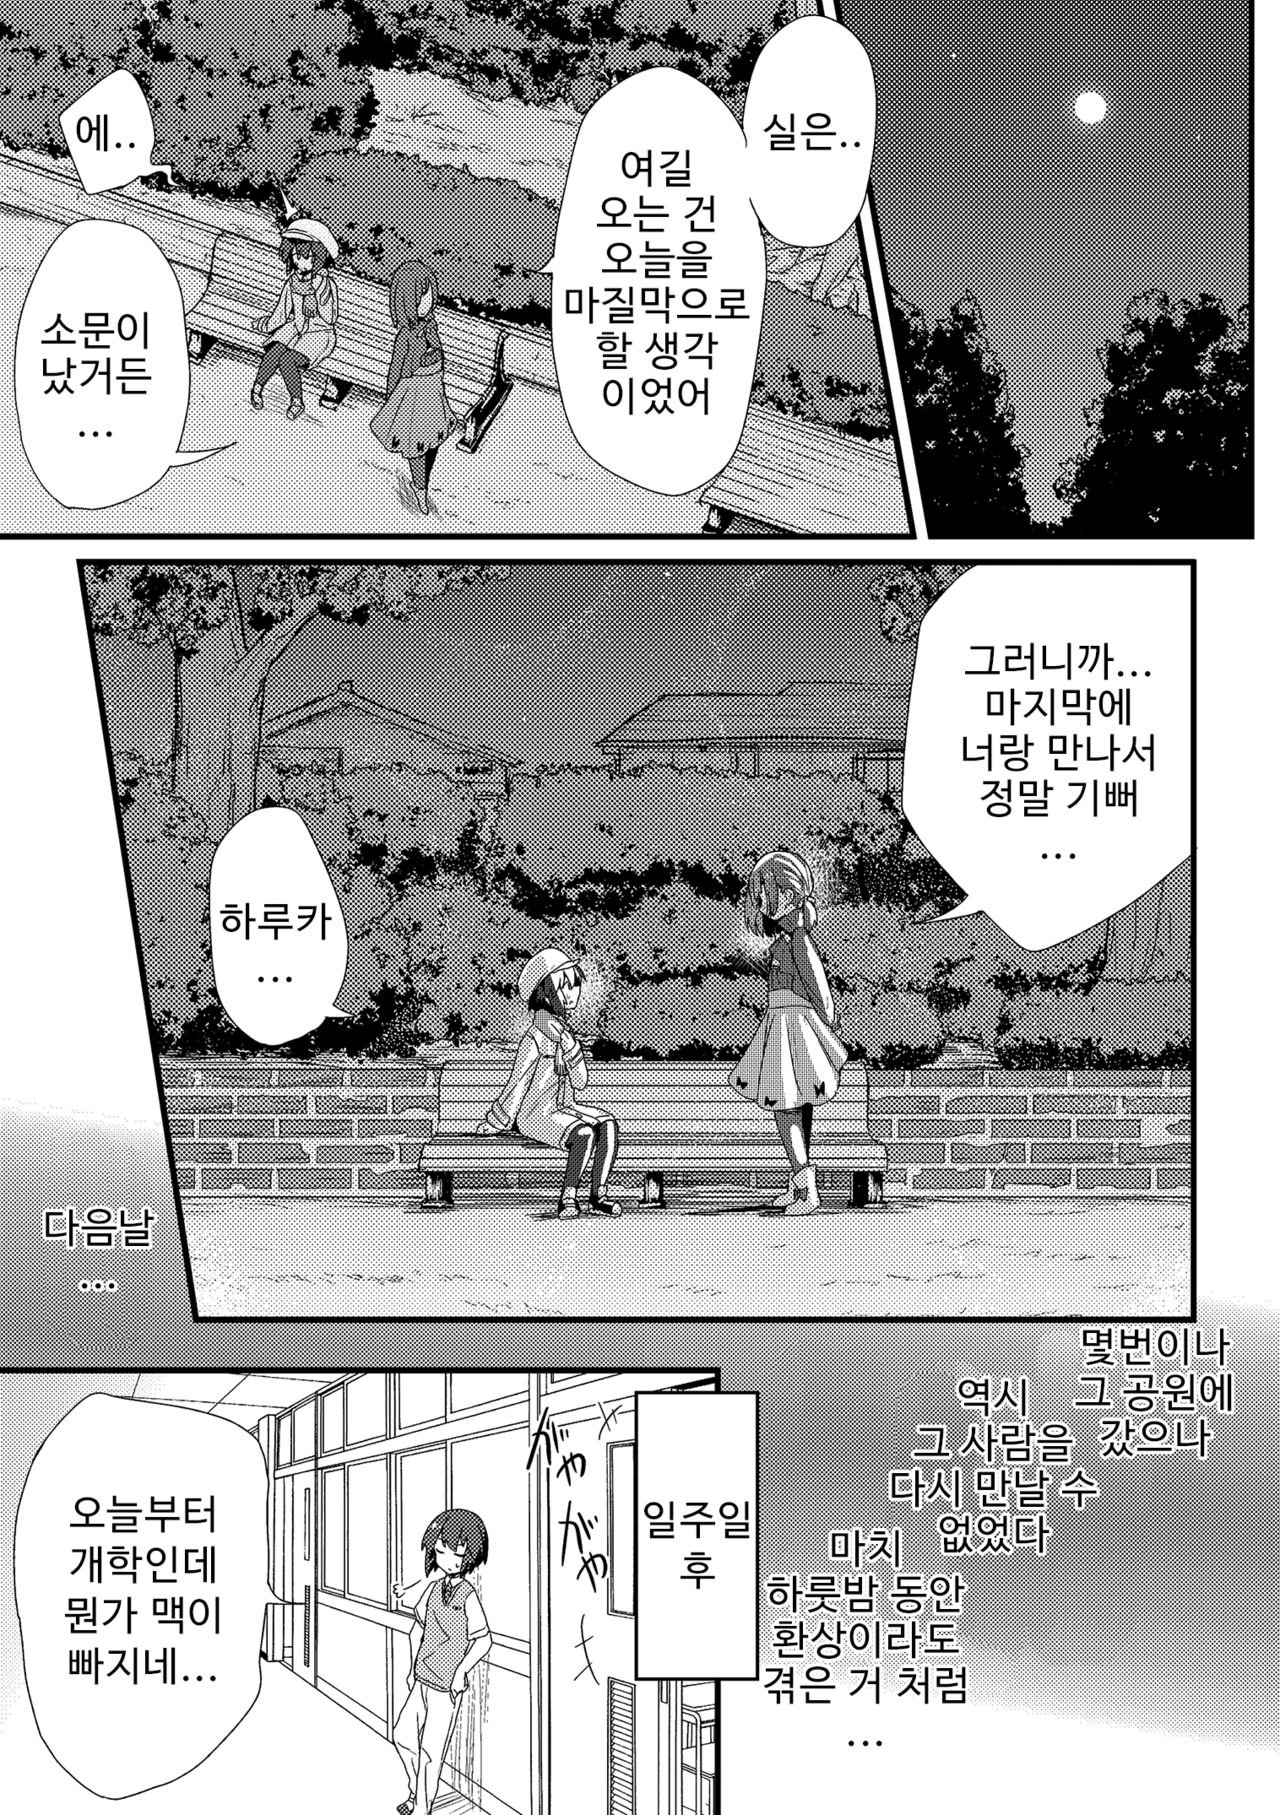 실은..
여길
오는 건
오늘을
마질막으로
할 생각
이었어
에..
소문이
났거든
...
그러니까...
마지막에
너랑 만나서
정말 기뻐
...
하루카
...
다음날
...
몇번이나
그 공원에
갔으나
역시
그 사람을
다시 만날 수
없었다
마치
하룻밤 동안
환상이라도
겪은 거 처럼
...
일주일
후
がや
がや
오늘부터
개학인데
뭔가 맥이
빠지네...